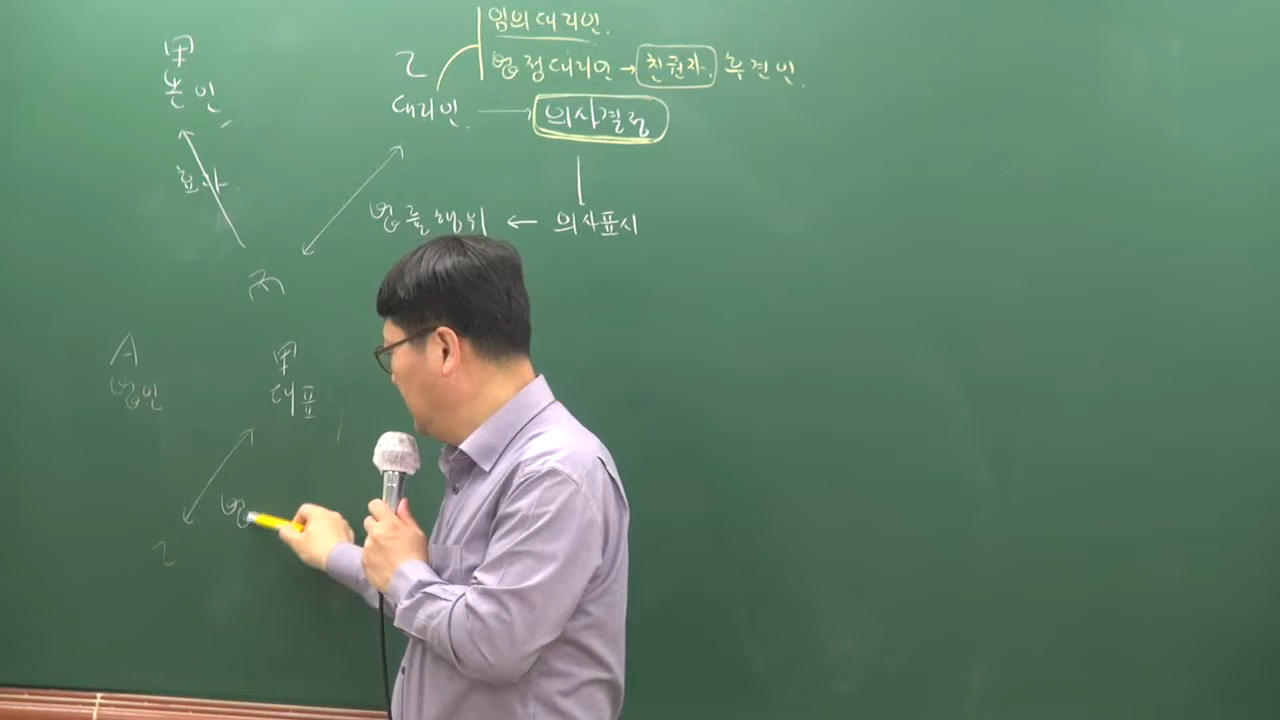 임의대리인.
법정대리인 → 친권자. 후견인.
甲
본인
乙
대리인. → 의사결정
효과
법률행위 ← 의사표시
丙
A
법인
甲
대표
법
乙